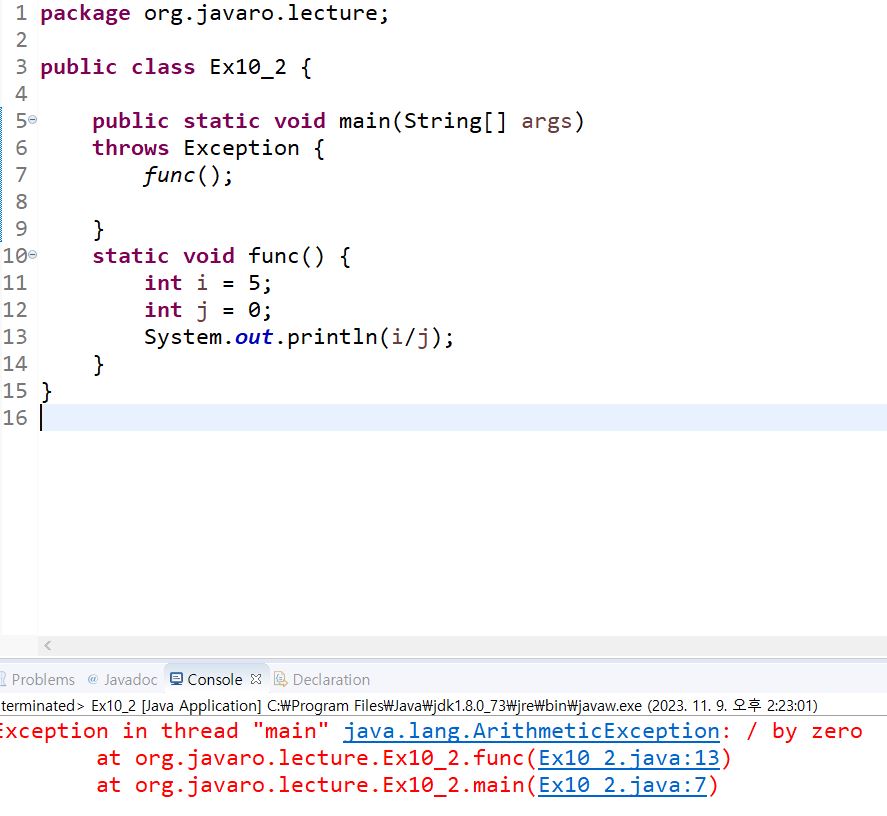 1 package org.javaro.lecture;
2
3 public class Ex10_2 {
4
5 public static void main(String[] args)
6 throws Exception {
7 func();
8
9 }
10 static void func() {
11 int i = 5;
12 int j = 0;
13 System.out.println(i/j);
14 }
15 }
16
Problems @ Javadoc Console Declaration
terminated> Ex10_2 [Java Application] C:₩Program Files₩Java₩jdk1.8.0_73₩jre₩bin₩javaw.exe (2023. 11. 9. 오후 2:23:01)
Exception in thread "main" java.lang.ArithmeticException: / by zero
at org.javaro.lecture.Ex10_2.func(Ex10_2.java:13)
at org.javaro.lecture.Ex10_2.main(Ex10_2.java:7)